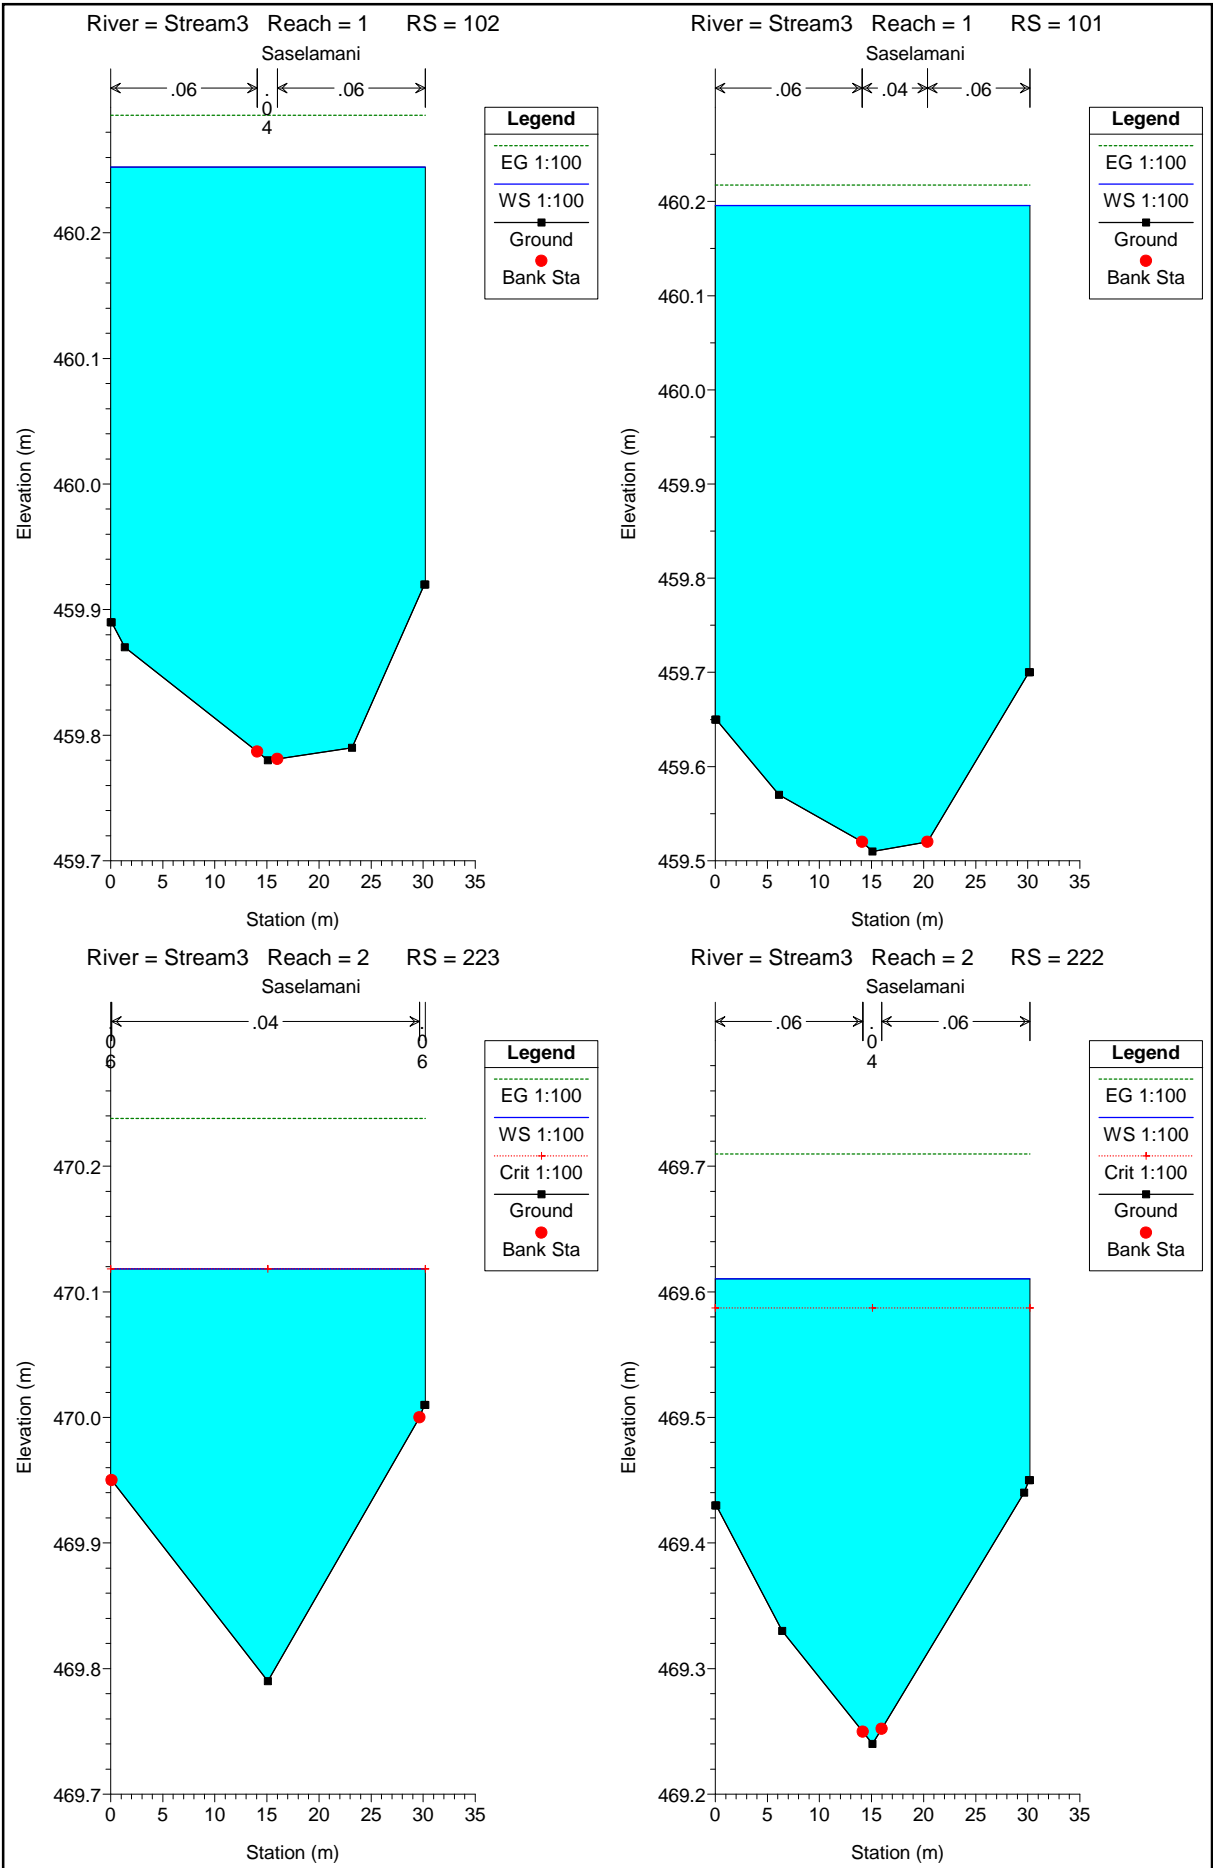 River = Stream3 Reach = 1 RS = 102
Saselamani
.06 .04 .06
Legend
EG 1:100
WS 1:100
Ground
Bank Sta
460.2
460.1
460.0
459.9
459.8
459.7
Elevation (m)
0 5 10 15 20 25 30 35
Station (m)
River = Stream3 Reach = 1 RS = 101
Saselamani
.06 .04 .06
Legend
EG 1:100
WS 1:100
Ground
Bank Sta
460.2
460.1
460.0
459.9
459.8
459.7
459.6
459.5
Elevation (m)
0 5 10 15 20 25 30 35
Station (m)
River = Stream3 Reach = 2 RS = 223
Saselamani
.06 .04 .06
Legend
EG 1:100
WS 1:100
Crit 1:100
Ground
Bank Sta
470.2
470.1
470.0
469.9
469.8
469.7
Elevation (m)
0 5 10 15 20 25 30 35
Station (m)
River = Stream3 Reach = 2 RS = 222
Saselamani
.06 .04 .06
Legend
EG 1:100
WS 1:100
Crit 1:100
Ground
Bank Sta
469.7
469.6
469.5
469.4
469.3
469.2
Elevation (m)
0 5 10 15 20 25 30 35
Station (m)